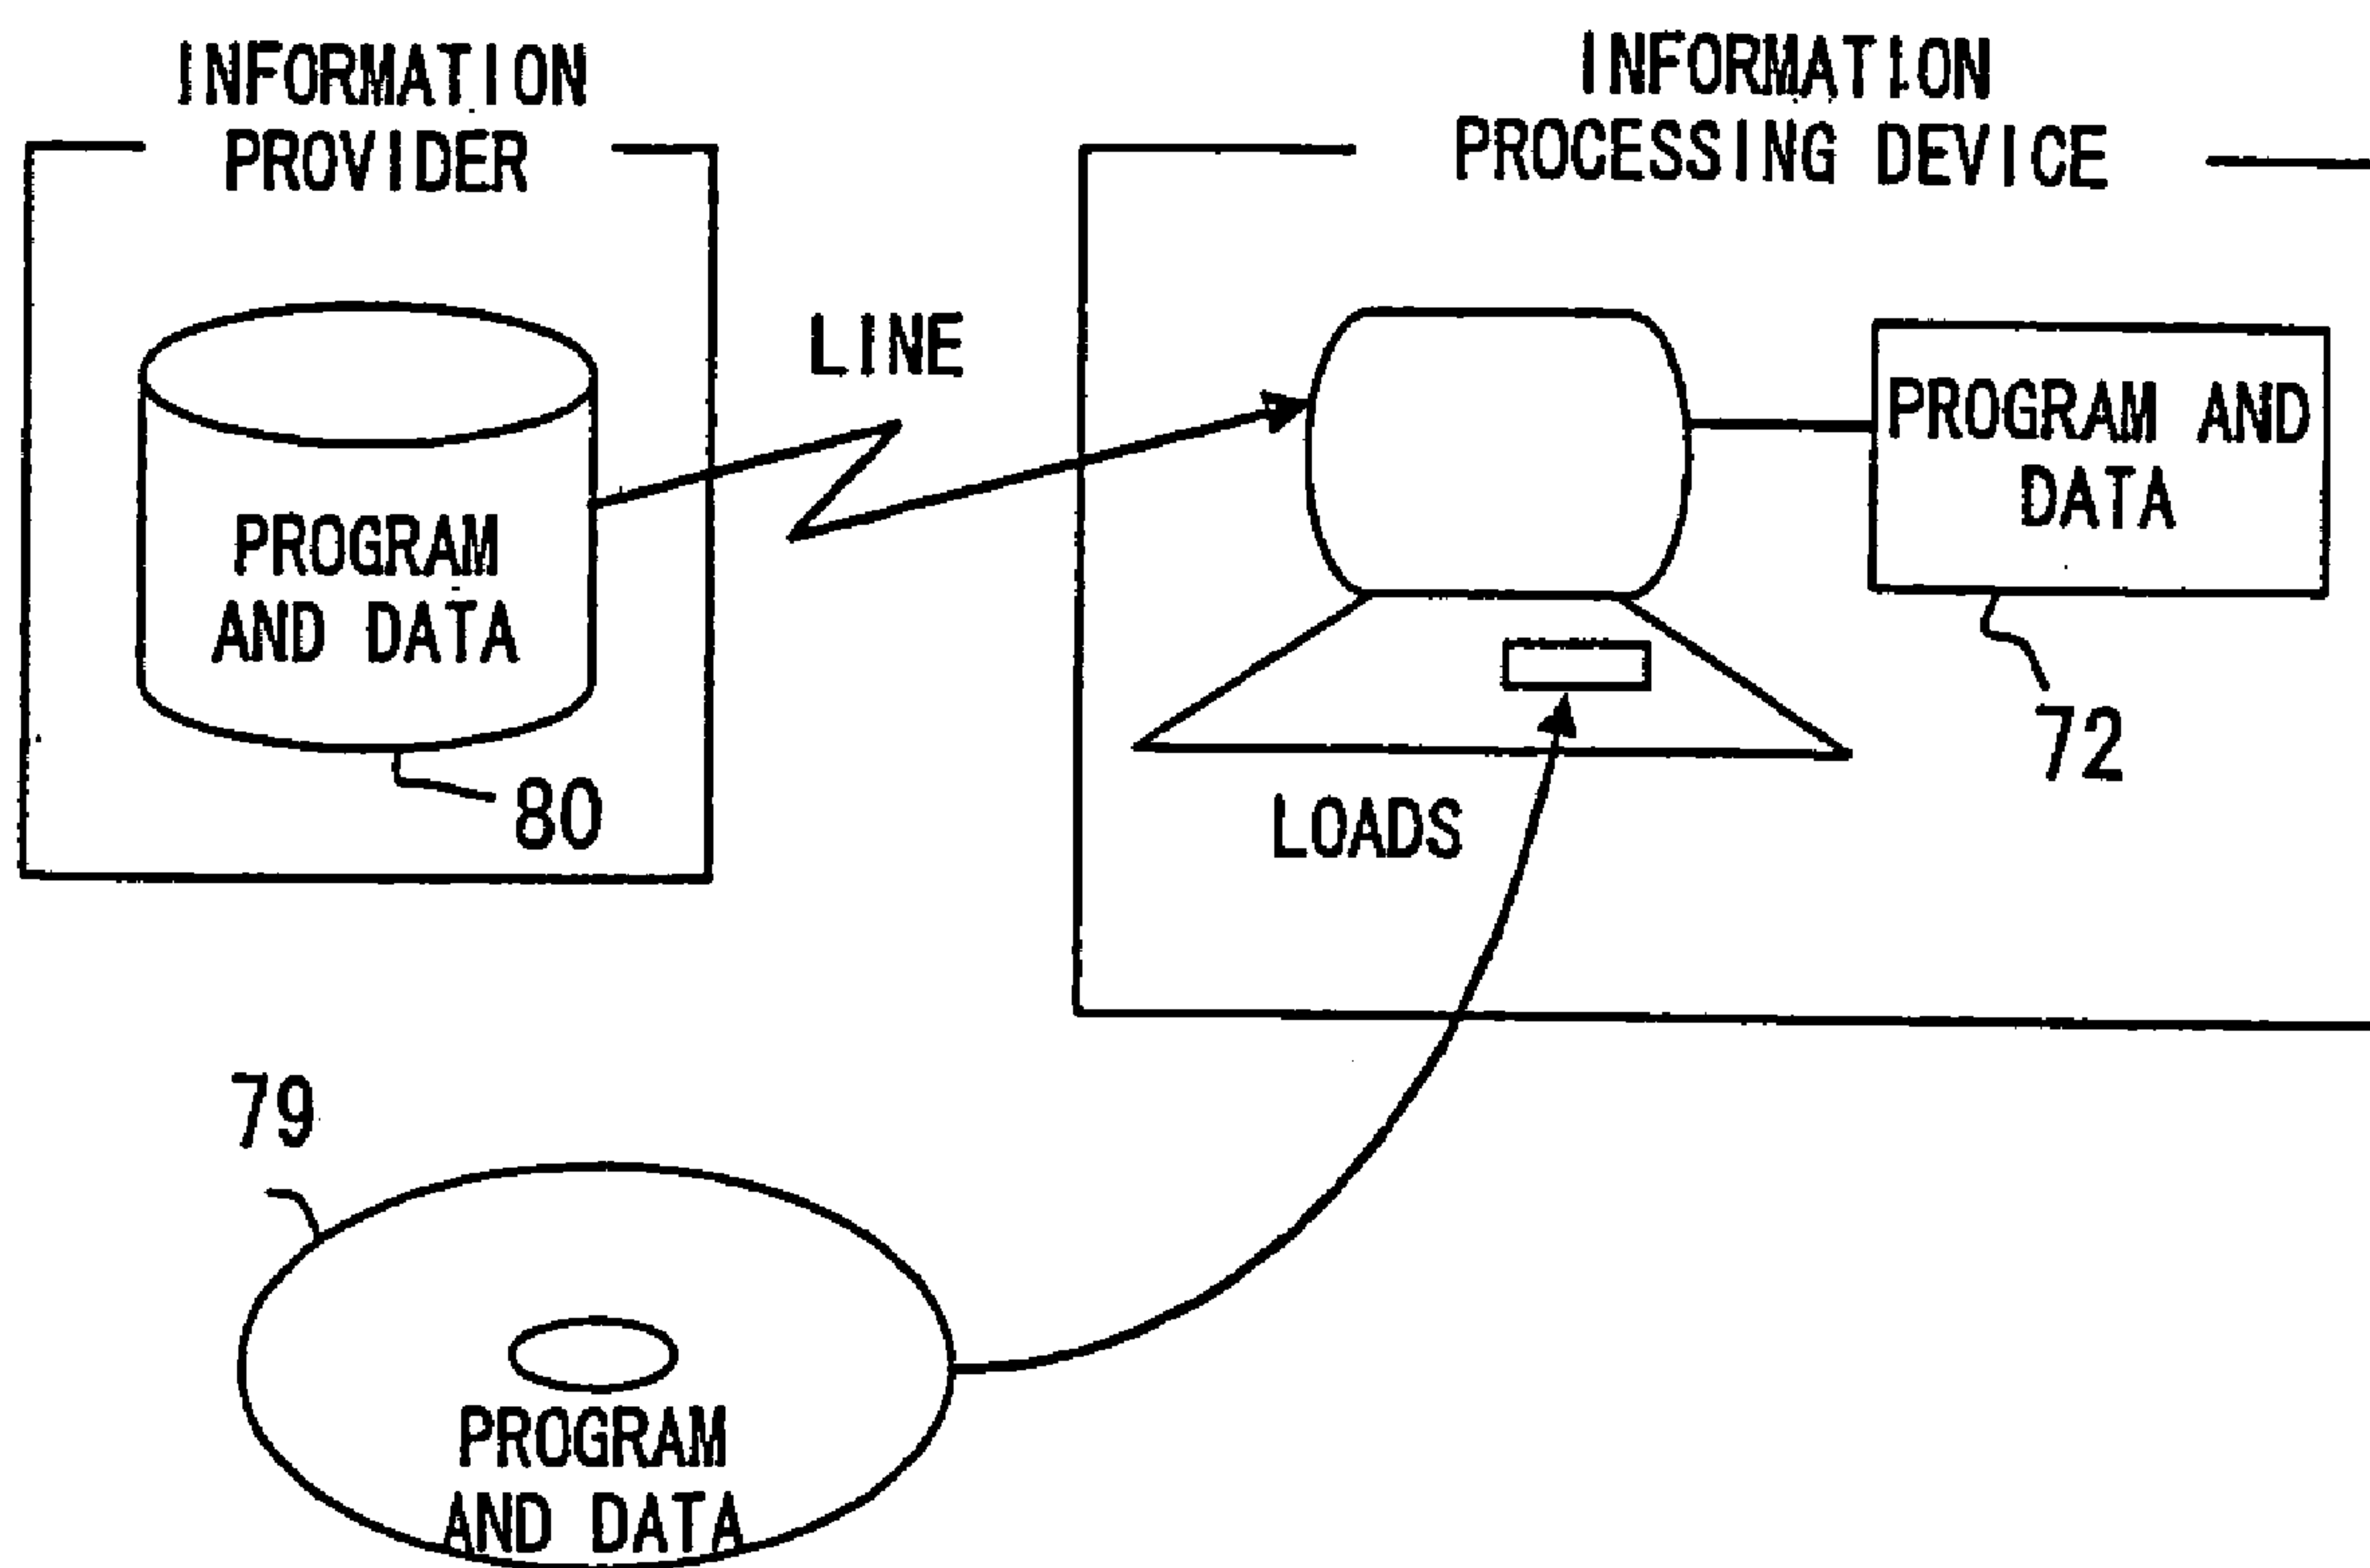 INFORMATION
PROVIDER
PROGRAM
AND DATA
80
LINE
INFORMATION
PROCESSING DEVICE
PROGRAM AND
DATA
72
LOADS
79
PROGRAM
AND DATA